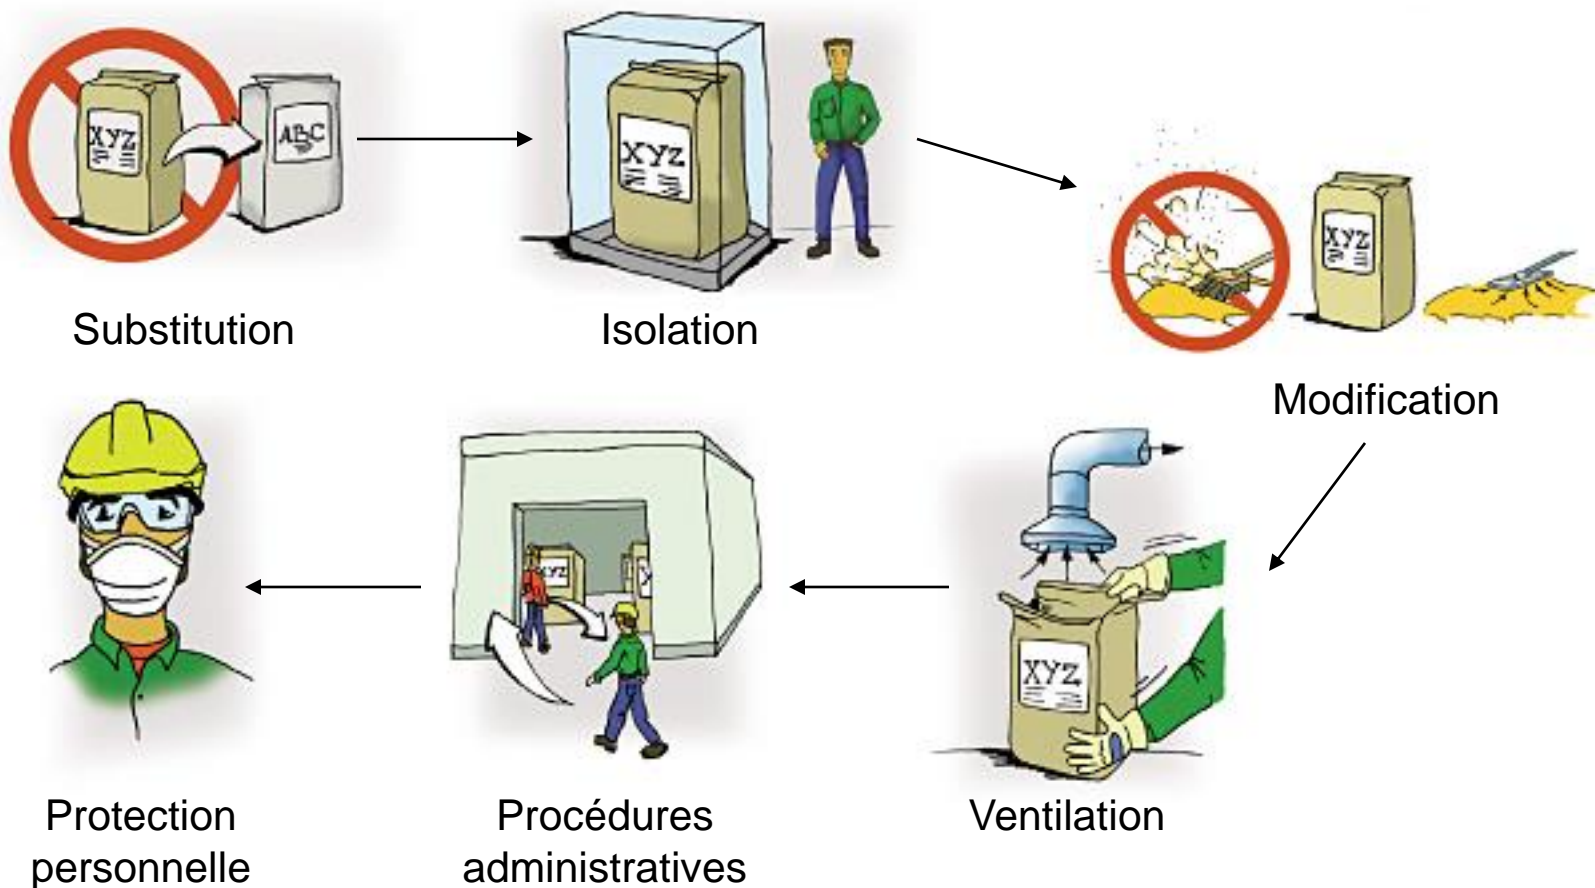 XYZ
ABC
XYZ
XYZ
Substitution
Isolation
Modification
XYZ
XYZ
Protection
personnelle
Procédures
administratives
Ventilation